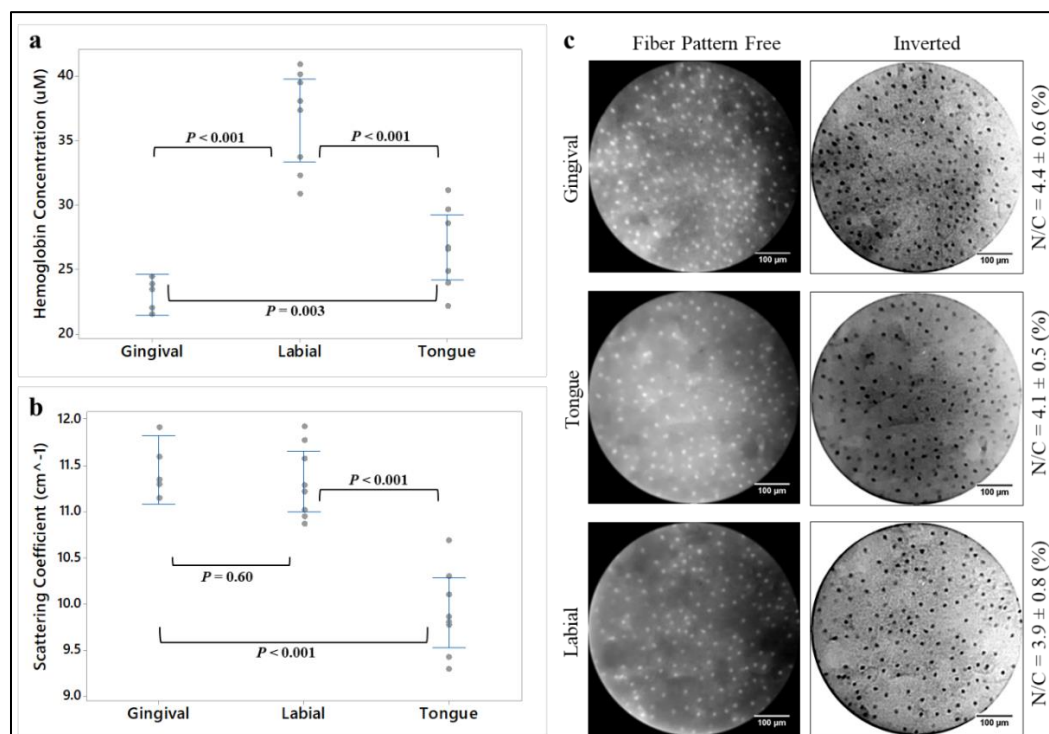 a
Hemoglobin Concentration (uM)
40
35
30
25
20
P < 0.001
P < 0.001
P = 0.003
Gingival Labial Tongue
b
Scattering Coefficient (cm^-1)
12.0
11.5
11.0
10.5
10.0
9.5
9.0
P < 0.001
P = 0.60
P < 0.001
Gingival Labial Tongue
c
Fiber Pattern Free Inverted
Gingival
100 µm
100 µm
N/C = 4.4 ± 0.6 (%)
Tongue
100 µm
100 µm
N/C = 4.1 ± 0.5 (%)
Labial
100 µm
100 µm
N/C = 3.9 ± 0.8 (%)